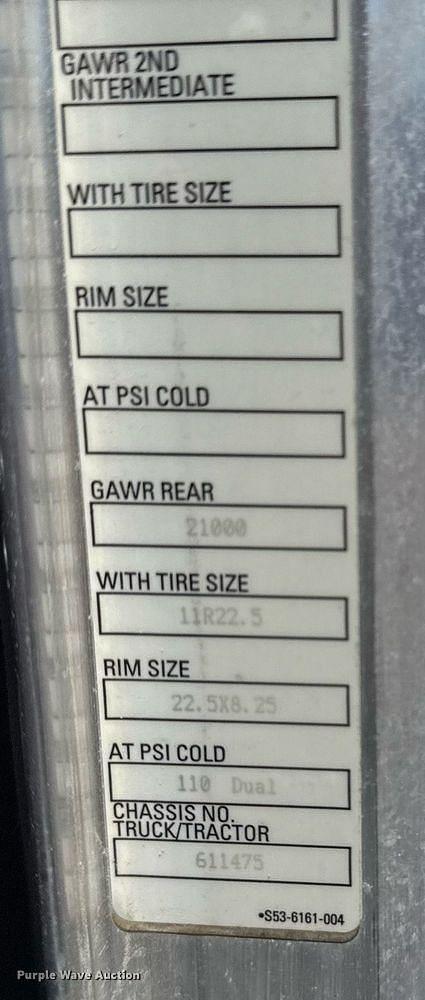 GAWR 2ND
INTERMEDIATE
WITH TIRE SIZE
RIM SIZE
AT PSI COLD
GAWR REAR
21000
WITH TIRE SIZE
11R22.5
RIM SIZE
22.5X8.25
AT PSI COLD
110 Dual
CHASSIS NO.
TRUCK/TRACTOR
611475
•S53-6161-004
Purple Wave Auction